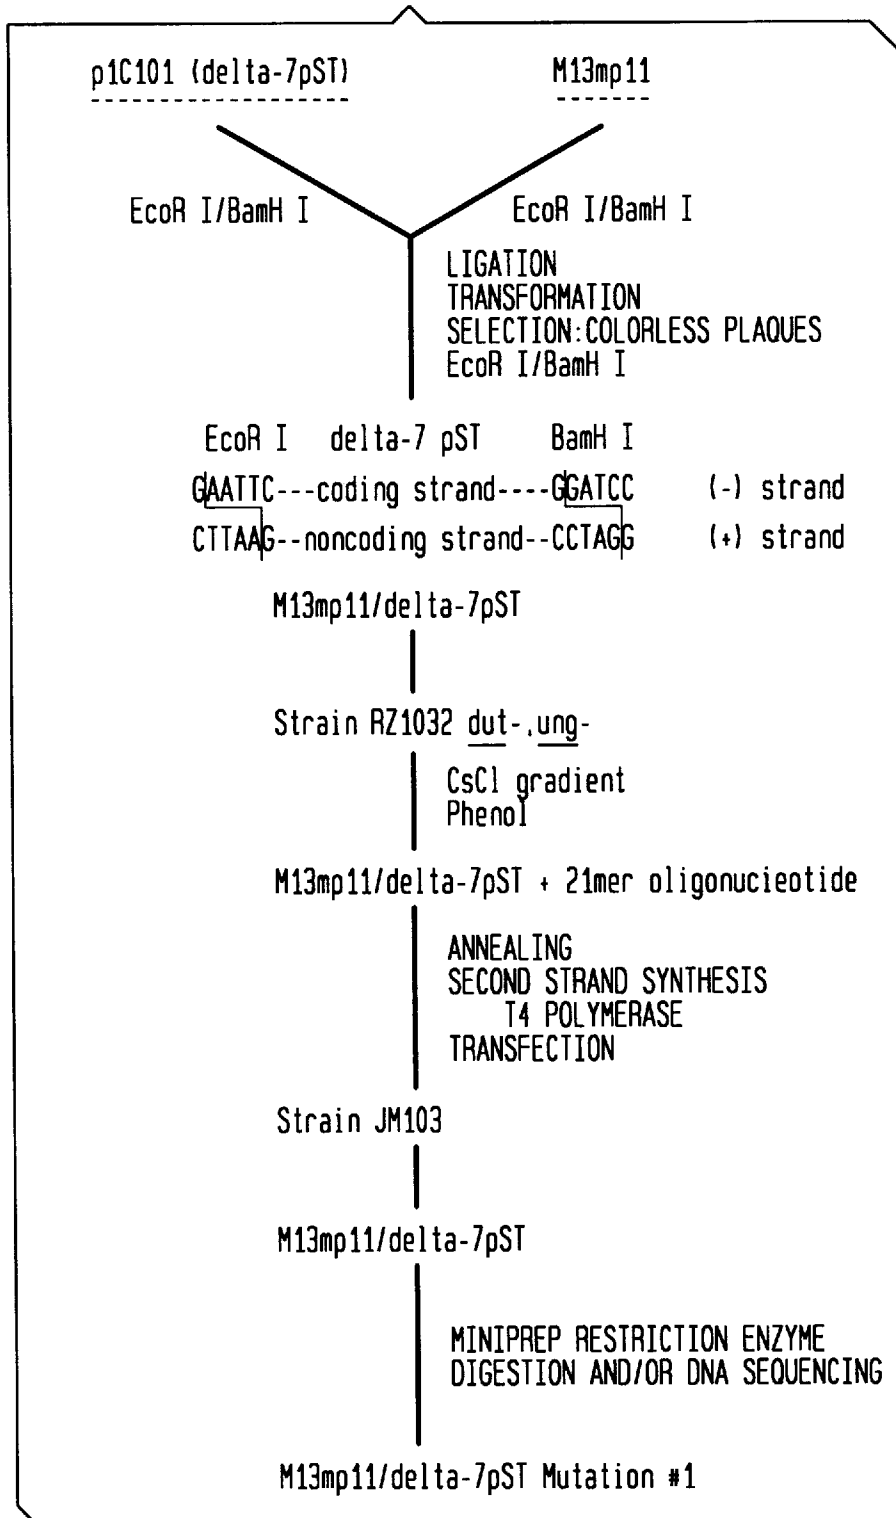 p1C101 (delta-7pST) M13mp11
EcoR I/BamH I EcoR I/BamH I
LIGATION
TRANSFORMATION
SELECTION:COLORLESS PLAQUES
EcoR I/BamH I
EcoR I delta-7 pST BamH I
GAATTC---coding strand----GGATCC (-) strand
CTTAAG--noncoding strand--CCTAGG (+) strand
M13mp11/delta-7pST
Strain RZ1032 dut-,ung-
CsCl gradient
Phenol
M13mp11/delta-7pST + 21mer oligonucieotide
ANNEALING
SECOND STRAND SYNTHESIS
T4 POLYMERASE
TRANSFECTION
Strain JM103
M13mp11/delta-7pST
MINIPREP RESTRICTION ENZYME
DIGESTION AND/OR DNA SEQUENCING
M13mp11/delta-7pST Mutation #1